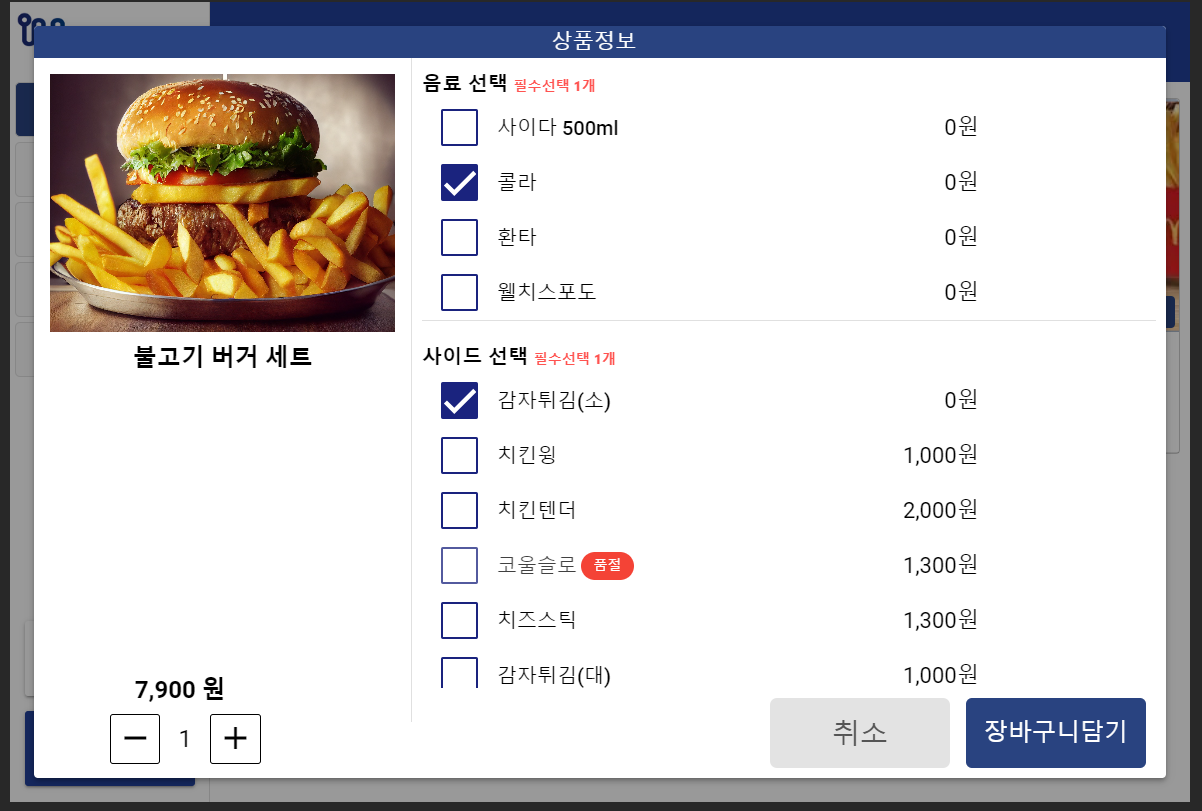 상품정보
불고기 버거 세트
7,900 원
1
음료 선택 필수선택 1개
사이다 500ml 0원
콜라 0원
환타 0원
웰치스포도 0원
사이드 선택 필수선택 1개
감자튀김(소) 0원
치킨윙 1,000원
치킨텐더 2,000원
코울슬로 품절 1,300원
치즈스틱 1,300원
감자튀김(대) 1,000원
취소 장바구니담기